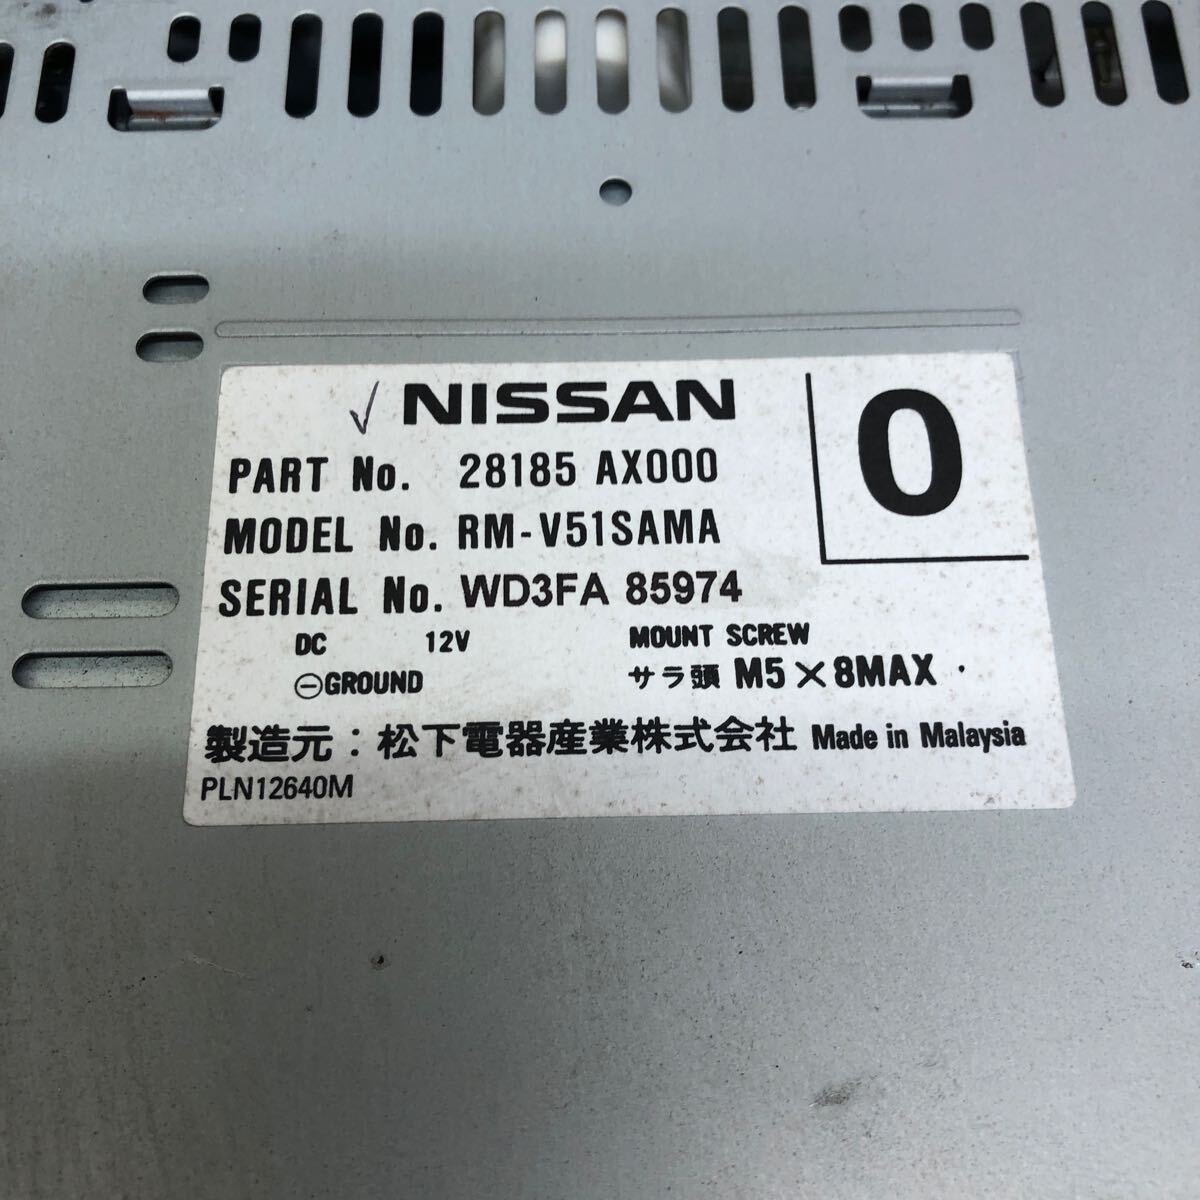 ✓ NISSAN
0
PART No. 28185 AX000
MODEL No. RM-V51SAMA
SERIAL No. WD3FA 85974
DC 12V
⊖GROUND
MOUNT SCREW
サラ頭 M5×8MAX.
製造元:松下電器産業株式会社 Made in Malaysia
PLN12640M